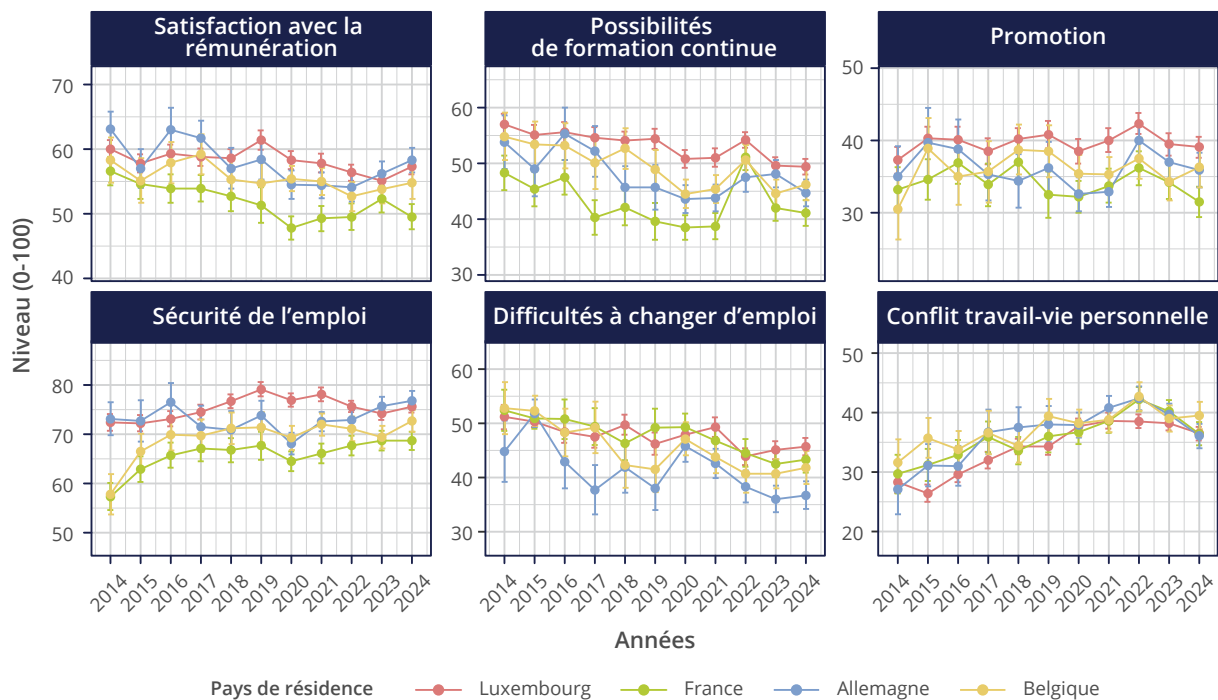 Satisfaction avec la
rémunération
Possibilités
de formation continue
Promotion
Niveau (0-100)
70
60
50
40
60
50
40
30
50
40
30
Sécurité de l’emploi
Difficultés à changer d’emploi
Conflit travail-vie personnelle
80
70
60
50
60
50
40
30
50
40
30
20
2014 2015 2016 2017 2018 2019 2020 2021 2022 2023 2024
2014 2015 2016 2017 2018 2019 2020 2021 2022 2023 2024
2014 2015 2016 2017 2018 2019 2020 2021 2022 2023 2024
Années
Pays de résidence Luxembourg France Allemagne Belgique